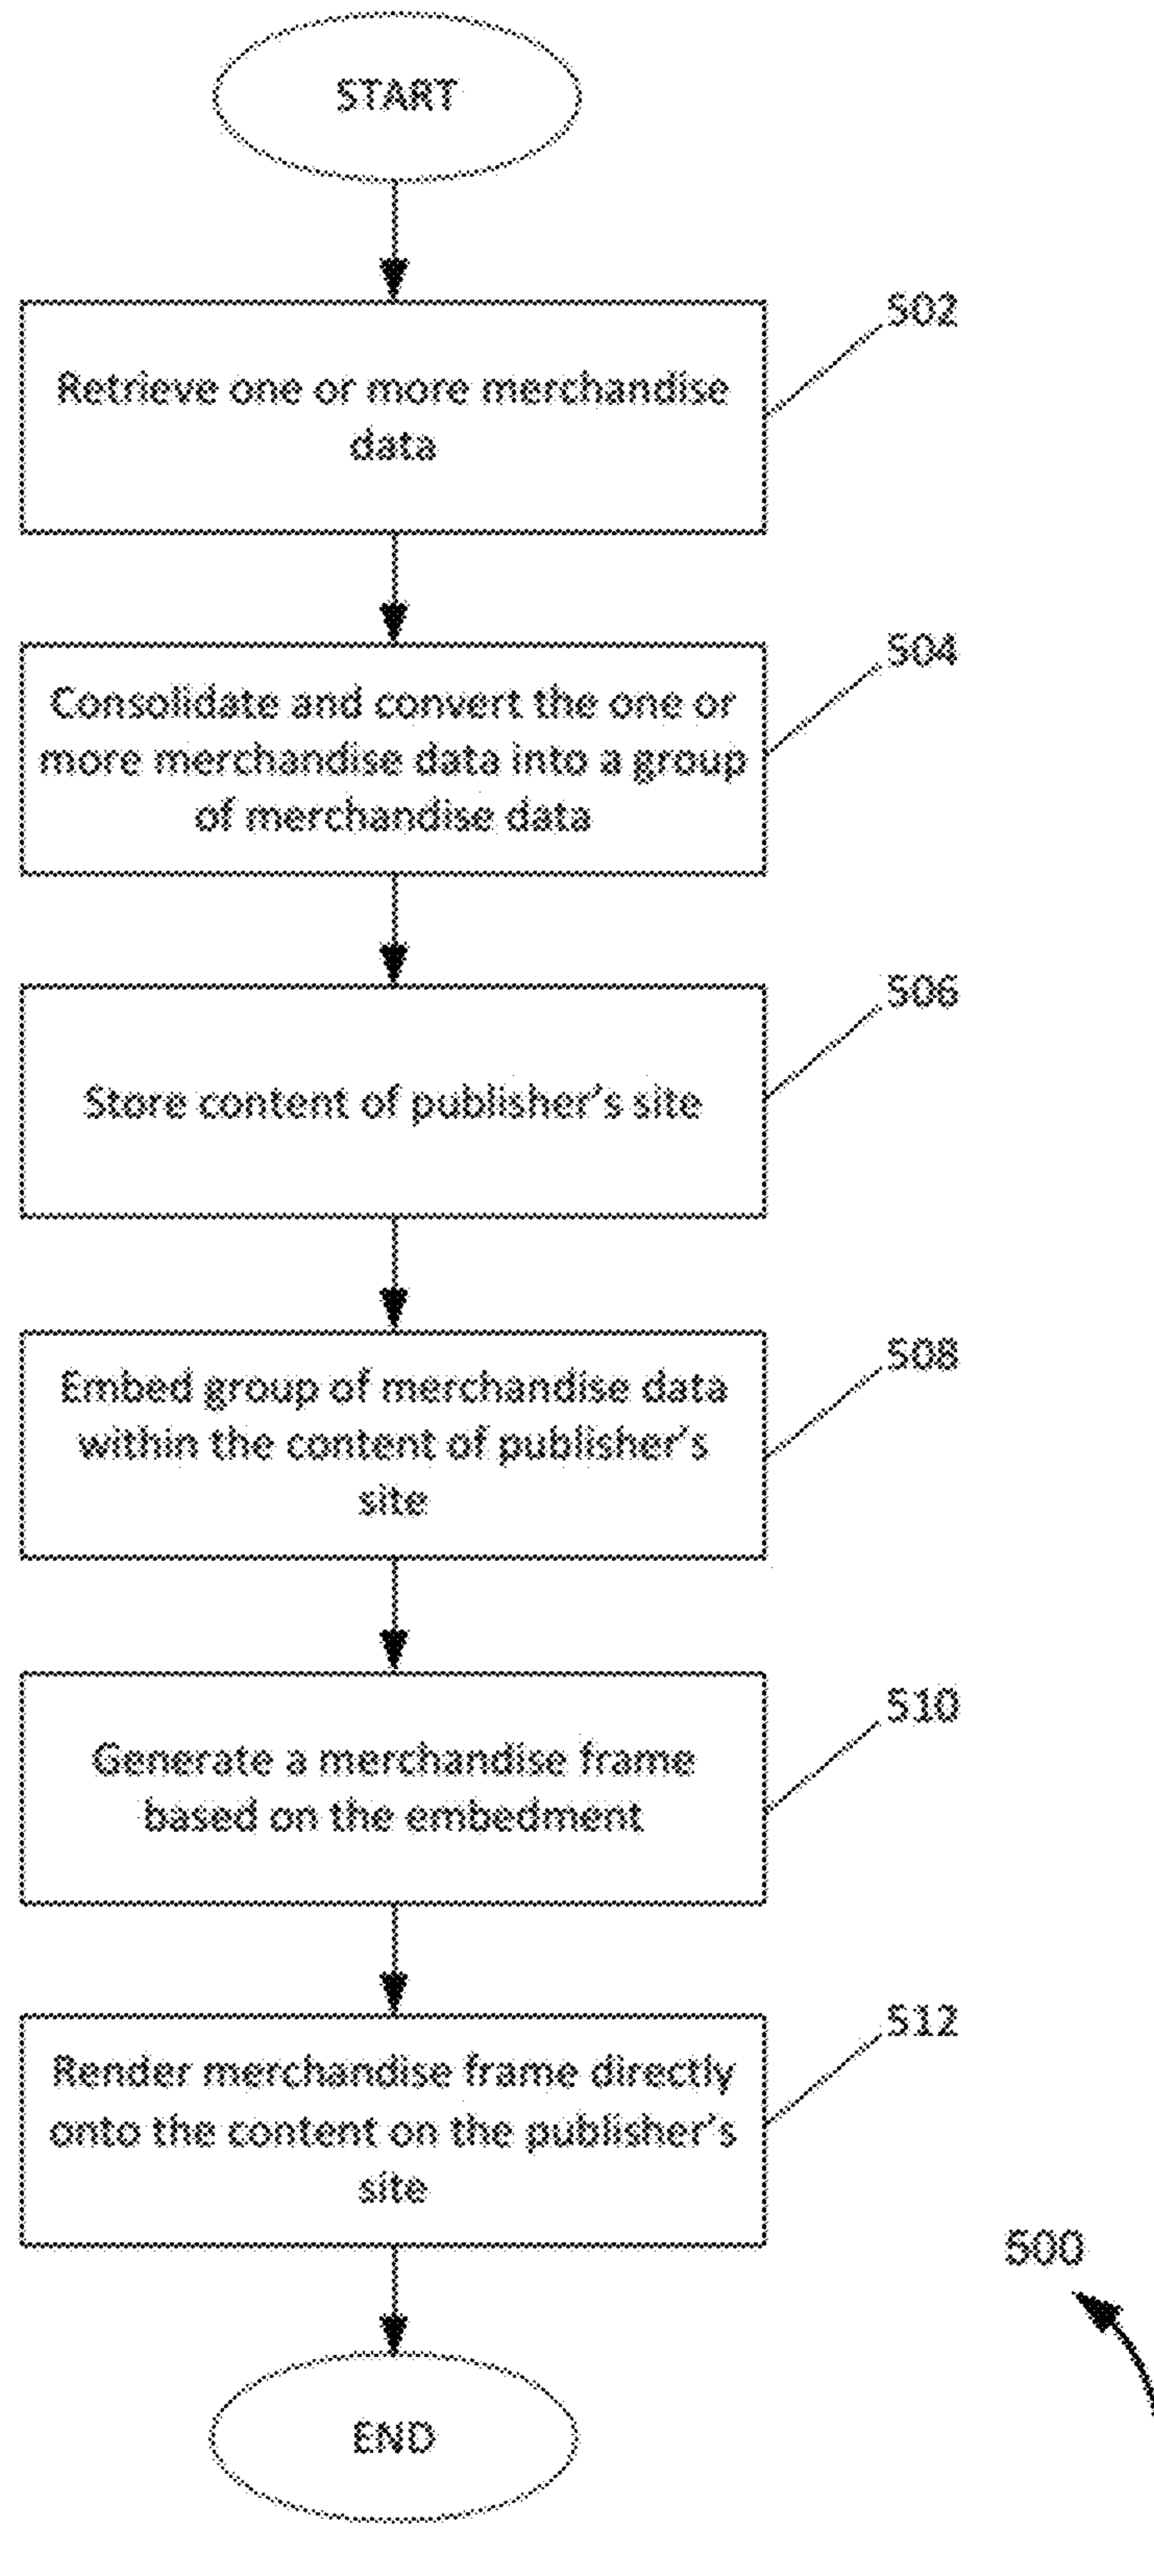 START
502
Retrieve one or more merchandise
data
504
Consolidate and convert the one or
more merchandise data into a group
of merchandise data
506
Store content of publisher's site
508
Embed group of merchandise data
within the content of publisher's
site
510
Generate a merchandise frame
based on the embedment
512
Render merchandise frame directly
onto the content on the publisher's
site
500
END